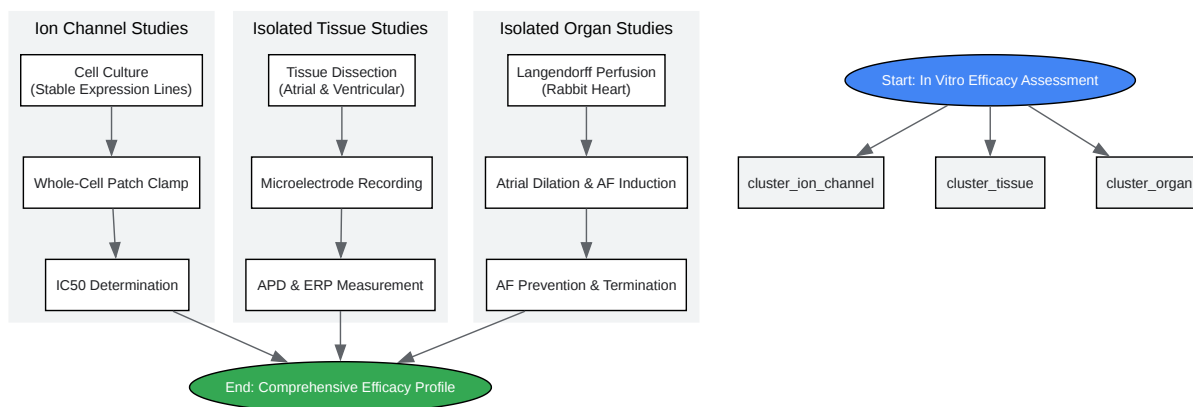 Ion Channel Studies
Cell Culture
(Stable Expression Lines)
Whole-Cell Patch Clamp
IC50 Determination
Isolated Tissue Studies
Tissue Dissection
(Atrial & Ventricular)
Microelectrode Recording
APD & ERP Measurement
Isolated Organ Studies
Langendorff Perfusion
(Rabbit Heart)
Atrial Dilation & AF Induction
AF Prevention & Termination
End: Comprehensive Efficacy Profile
Start: In Vitro Efficacy Assessment
cluster_ion_channel
cluster_tissue
cluster_organ